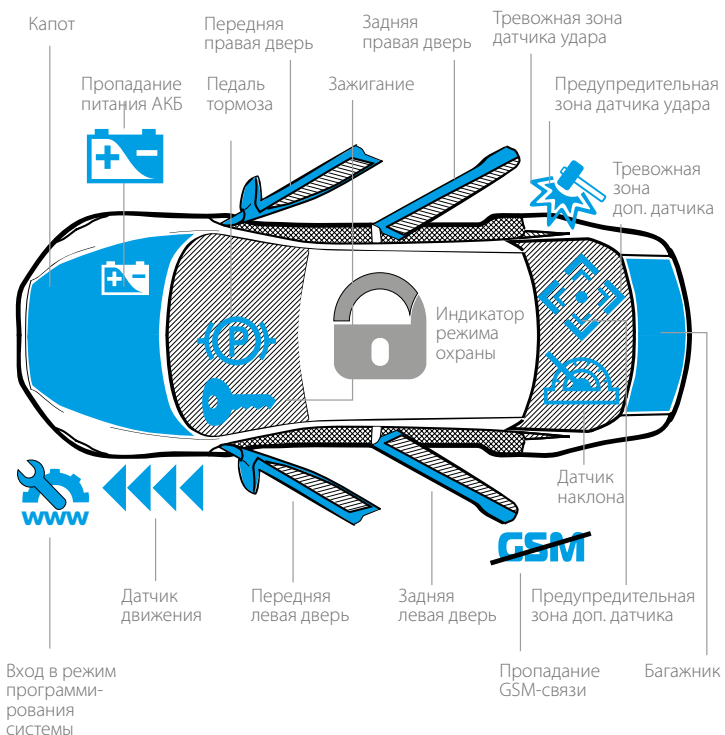 Капот
Передняя
правая дверь
Задняя
правая дверь
Тревожная зона
датчика удара
Пропадание
питания АКБ
Педаль
тормоза
Зажигание
Предупредительная
зона датчика удара
Тревожная
зона
доп. датчика
P
Индикатор
режима
охраны
www
Датчик
наклона
GSM
Датчик
движения
Передняя
левая дверь
Задняя
левая дверь
Предупредительная
зона доп. датчика
Вход в режим
программи-
рования
системы
Пропадание
GSM-связи
Багажник